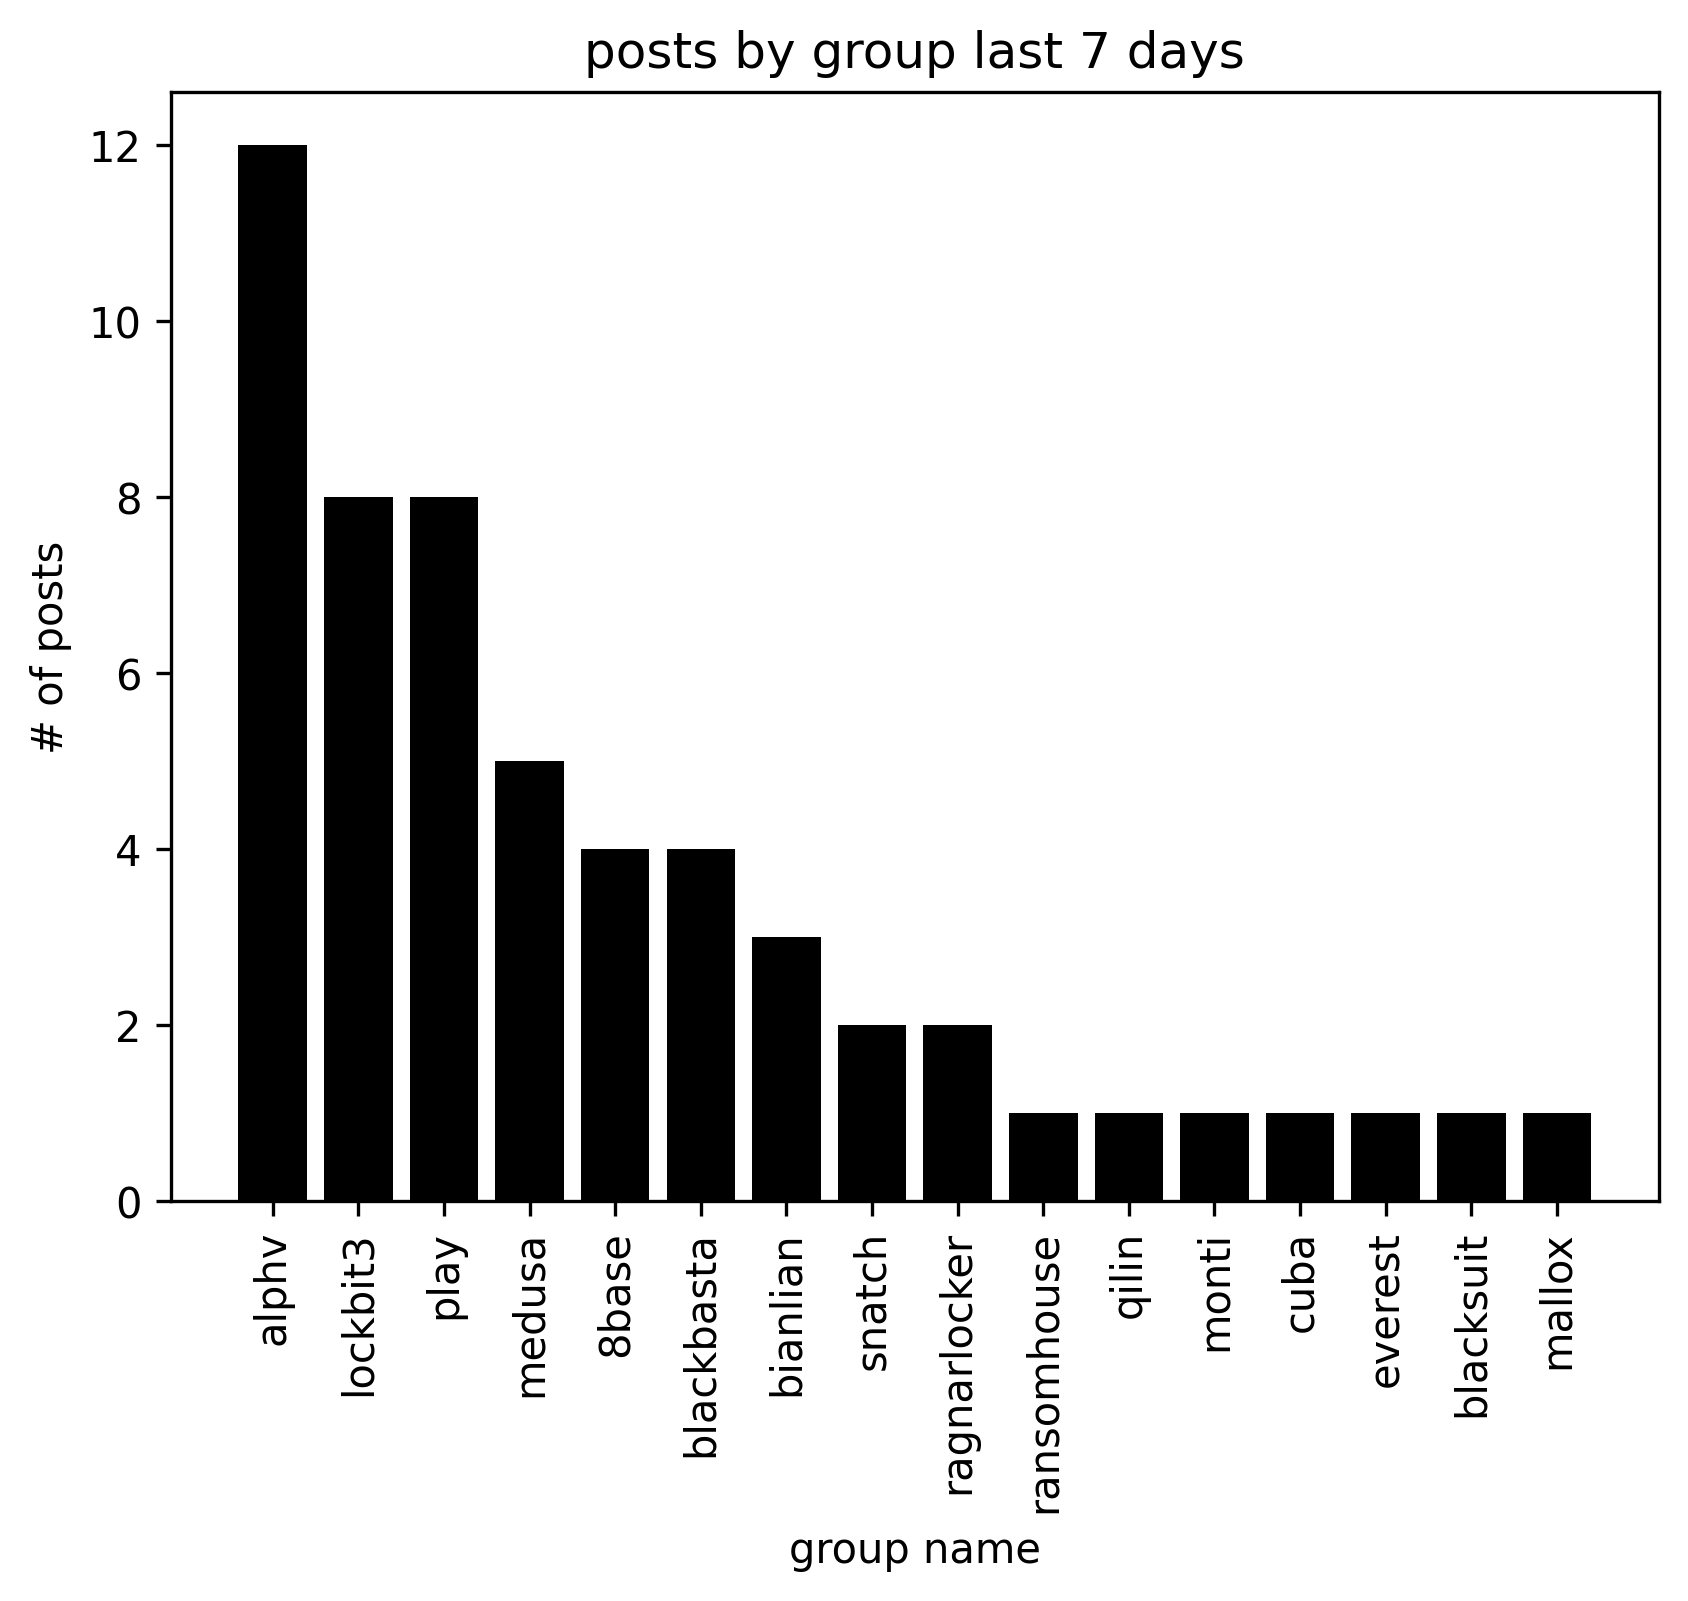 posts by group last 7 days
12
10
8
6
4
2
0
# of posts
alphv
lockbit3
play
medusa
8base
blackbasta
bianlian
snatch
ragnarlocker
ransomhouse
qilin
monti
cuba
everest
blacksuit
mallox
group name